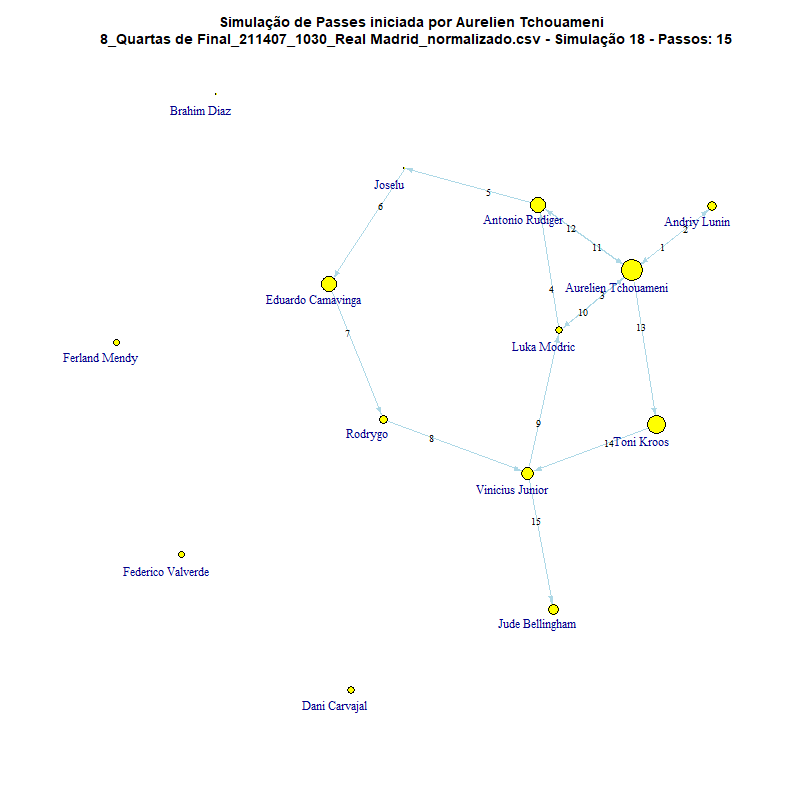 Simulação de Passes iniciada por Aurelien Tchouameni
8_Quartas de Final_211407_1030_Real Madrid_normalizado.csv - Simulação 18 - Passos: 15
Brahim Diaz
Joselu
5
6
Antonio Rudiger
Andriy Lunin
2
12
11
1
Aurelien Tchouameni
Eduardo Camavinga
4
3
10
13
7
Luka Modric
Ferland Mendy
Rodrygo
8
9
14
Toni Kroos
Vinicius Junior
15
Federico Valverde
Jude Bellingham
Dani Carvajal